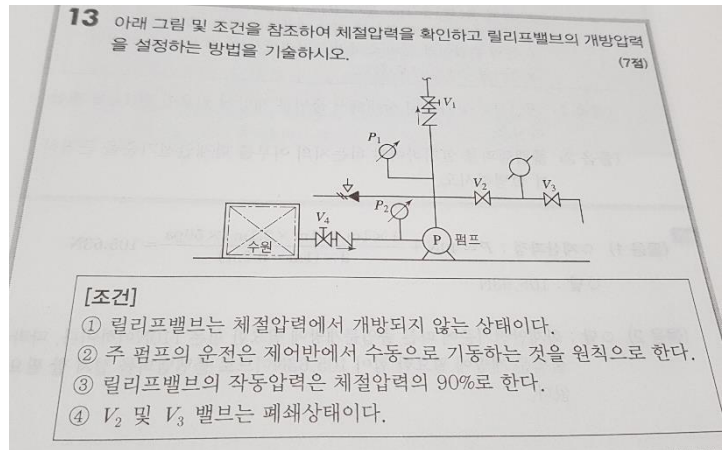 13 아래 그림 및 조건을 참조하여 체절압력을 확인하고 릴리프밸브의 개방압력
을 설정하는 방법을 기술하시오.
(7점)
V₁
P₁
V₂
V₃
P₂
V₄
수원
P 펌프
[조건]
① 릴리프밸브는 체절압력에서 개방되지 않는 상태이다.
② 주 펌프의 운전은 제어반에서 수동으로 기동하는 것을 원칙으로 한다.
③ 릴리프밸브의 작동압력은 체절압력의 90%로 한다.
④ V₂ 및 V₃ 밸브는 폐쇄상태이다.